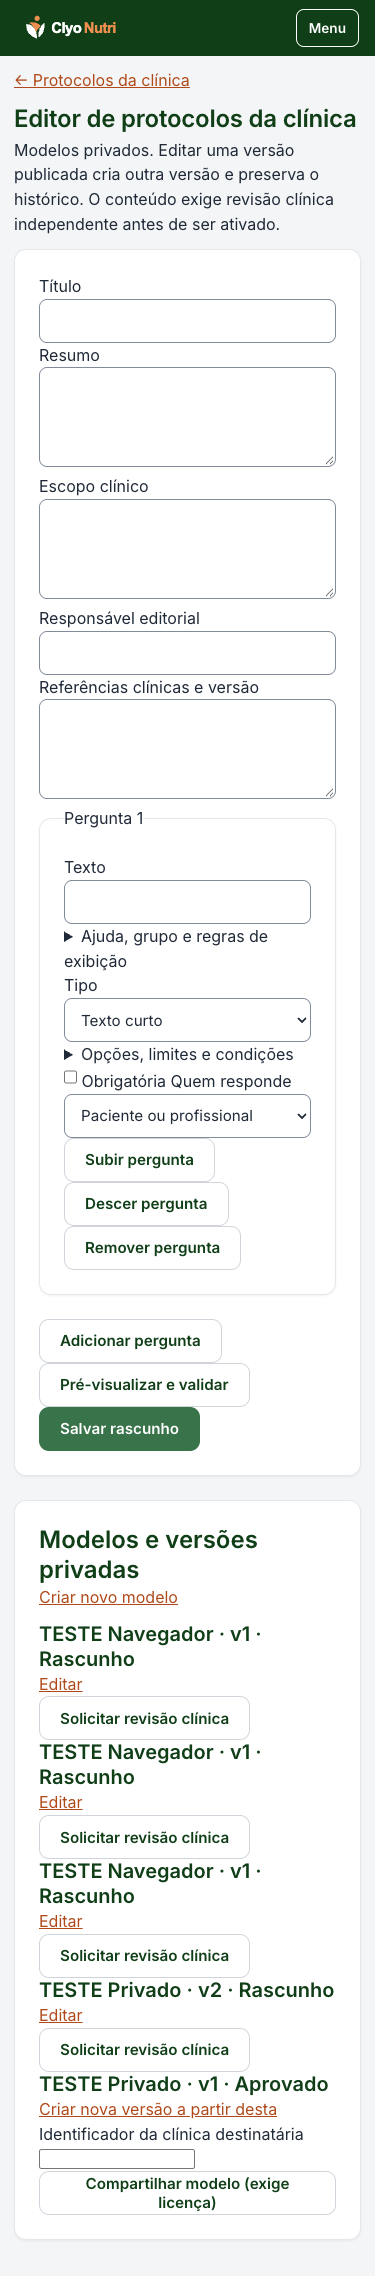 Clyo Nutri
Menu
← Protocolos da clínica
Editor de protocolos da clínica
Modelos privados. Editar uma versão
publicada cria outra versão e preserva o
histórico. O conteúdo exige revisão clínica
independente antes de ser ativado.
Título
Resumo
Escopo clínico
Responsável editorial
Referências clínicas e versão
Pergunta 1
Texto
Ajuda, grupo e regras de
exibição
Tipo
Texto curto
Opções, limites e condições
Obrigatória Quem responde
Paciente ou profissional
Subir pergunta
Descer pergunta
Remover pergunta
Adicionar pergunta
Pré-visualizar e validar
Salvar rascunho
Modelos e versões
privadas
Criar novo modelo
TESTE Navegador · v1 ·
Rascunho
Editar
Solicitar revisão clínica
TESTE Navegador · v1 ·
Rascunho
Editar
Solicitar revisão clínica
TESTE Navegador · v1 ·
Rascunho
Editar
Solicitar revisão clínica
TESTE Privado · v2 · Rascunho
Editar
Solicitar revisão clínica
TESTE Privado · v1 · Aprovado
Criar nova versão a partir desta
Identificador da clínica destinatária
Compartilhar modelo (exige
licença)